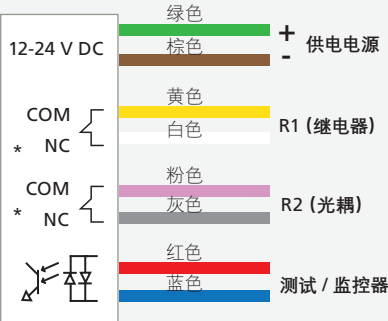 绿色
12-24 V DC
棕色
+
-
供电电源
黄色
COM
白色
* NC
R1 (继电器)
粉色
COM
灰色
* NC
R2 (光耦)
红色
蓝色
测试 / 监控器